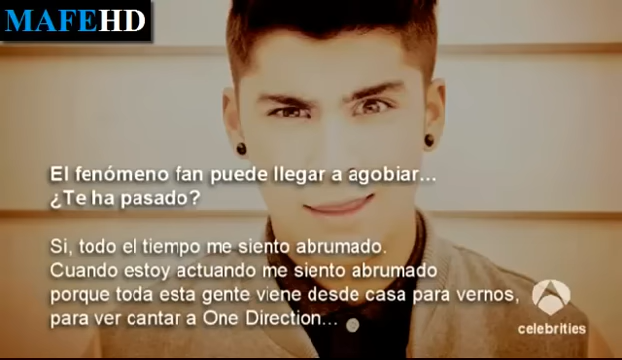 MAFEHD
El fenómeno fan puede llegar a agobiar...
¿Te ha pasado?
Si, todo el tiempo me siento abrumado.
Cuando estoy actuando me siento abrumado
porque toda esta gente viene desde casa para vernos,
para ver cantar a One Direction...
celebrities